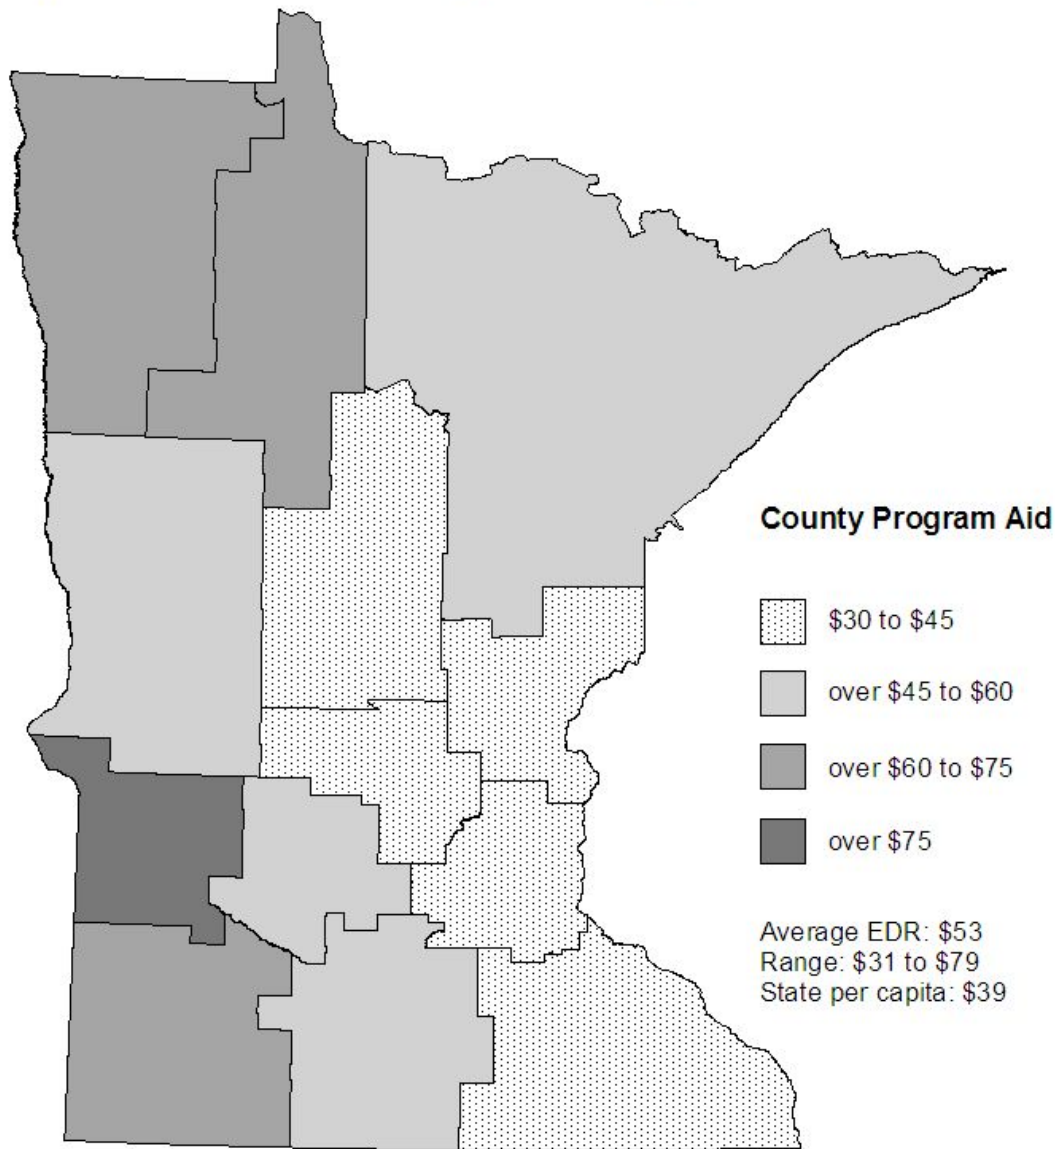 County Program Aid
$30 to $45
over $45 to $60
over $60 to $75
over $75
Average EDR: $53
Range: $31 to $79
State per capita: $39